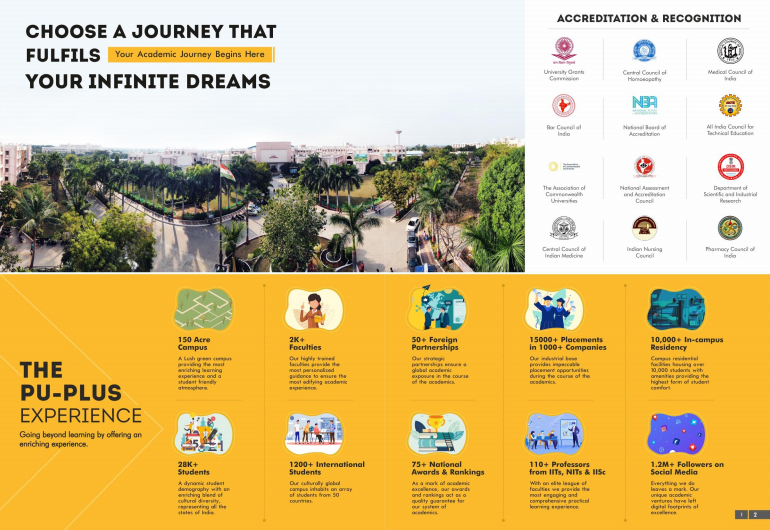 CHOOSE A JOURNEY THAT
FULFILS Your Academic Journey Begins Here
YOUR INFINITE DREAMS
ACCREDITATION & RECOGNITION
University Grants
Commission
Central Council of
Homoeopathy
Medical Council of
India
Bar Council of
India
NBA
National Board of
Accreditation
All India Council for
Technical Education
The Association of
Commonwealth
Universities
National Assessment
and Accreditation
Council
Department of
Scientific and Industrial
Research
Central Council of
Indian Medicine
Indian Nursing
Council
Pharmacy Council of
India
THE
PU-PLUS
EXPERIENCE
Going beyond learning by offering an
enriching experience.
150 Acre
Campus
A Lush green campus
providing the most
enriching learning
experience and a
student friendly
atmosphere.
2K+
Faculties
Our highly trained
faculties provide the
most personalized
guidance to ensure the
most edifying academic
experience.
50+ Foreign
Partnerships
Our strategic
partnerships ensure a
global academic
exposure in the course
of the academics.
15000+ Placements
in 1000+ Companies
Our industrial base
provides impeccable
placement opportunities
during the course of the
academics.
10,000+ In-campus
Residency
Campus residential
facilities housing over
10,000 students with
amenities providing the
highest form of student
comfort.
28K+
Students
A dynamic student
demography with an
enriching blend of
cultural diversity,
representing all the
states of India.
1200+ International
Students
Our culturally global
campus inhabits an array
of students from 50
countries.
75+ National
Awards & Rankings
As a mark of academic
excellence, our awards
and rankings act as a
quality guarantee for
our system of
academics.
110+ Professors
from IITs, NITs & IISc
With an elite league of
faculties we provide the
most engaging and
comprehensive practical
learning experience.
1.2M+ Followers on
Social Media
Everything we do
leaves a mark. Our
unique academic
ventures have left
digital footprints of
excellence.
1 2